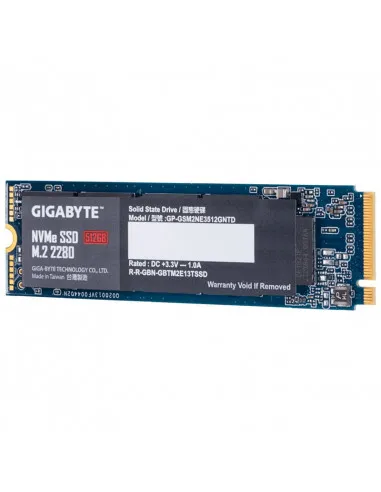 GIGABYTE™
NVMe SSD 512GB
M.2 2280
GIGA-BYTE TECHNOLOGY CO., LTD.
Made in Taiwan 台灣製造
Solid State Drive / 固態硬碟
Model / 型號:GP-GSM2NE3512GNTD
Rated : DC +3.3V ⎓ 1.0A
R-R-GBN-GBTM2E13TSSD
Warranty Void If Removed